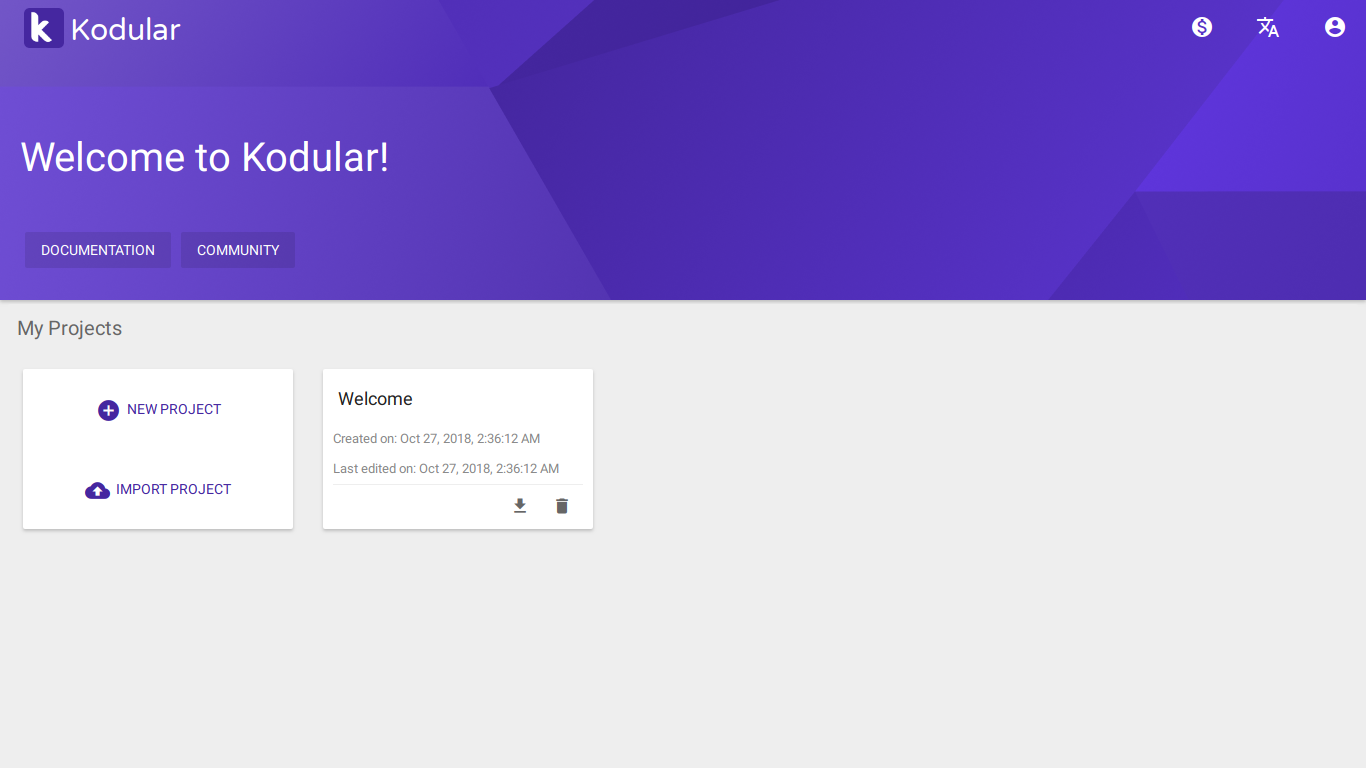 Kodular
Welcome to Kodular!
DOCUMENTATION
COMMUNITY
My Projects
NEW PROJECT
IMPORT PROJECT
Welcome
Created on: Oct 27, 2018, 2:36:12 AM
Last edited on: Oct 27, 2018, 2:36:12 AM